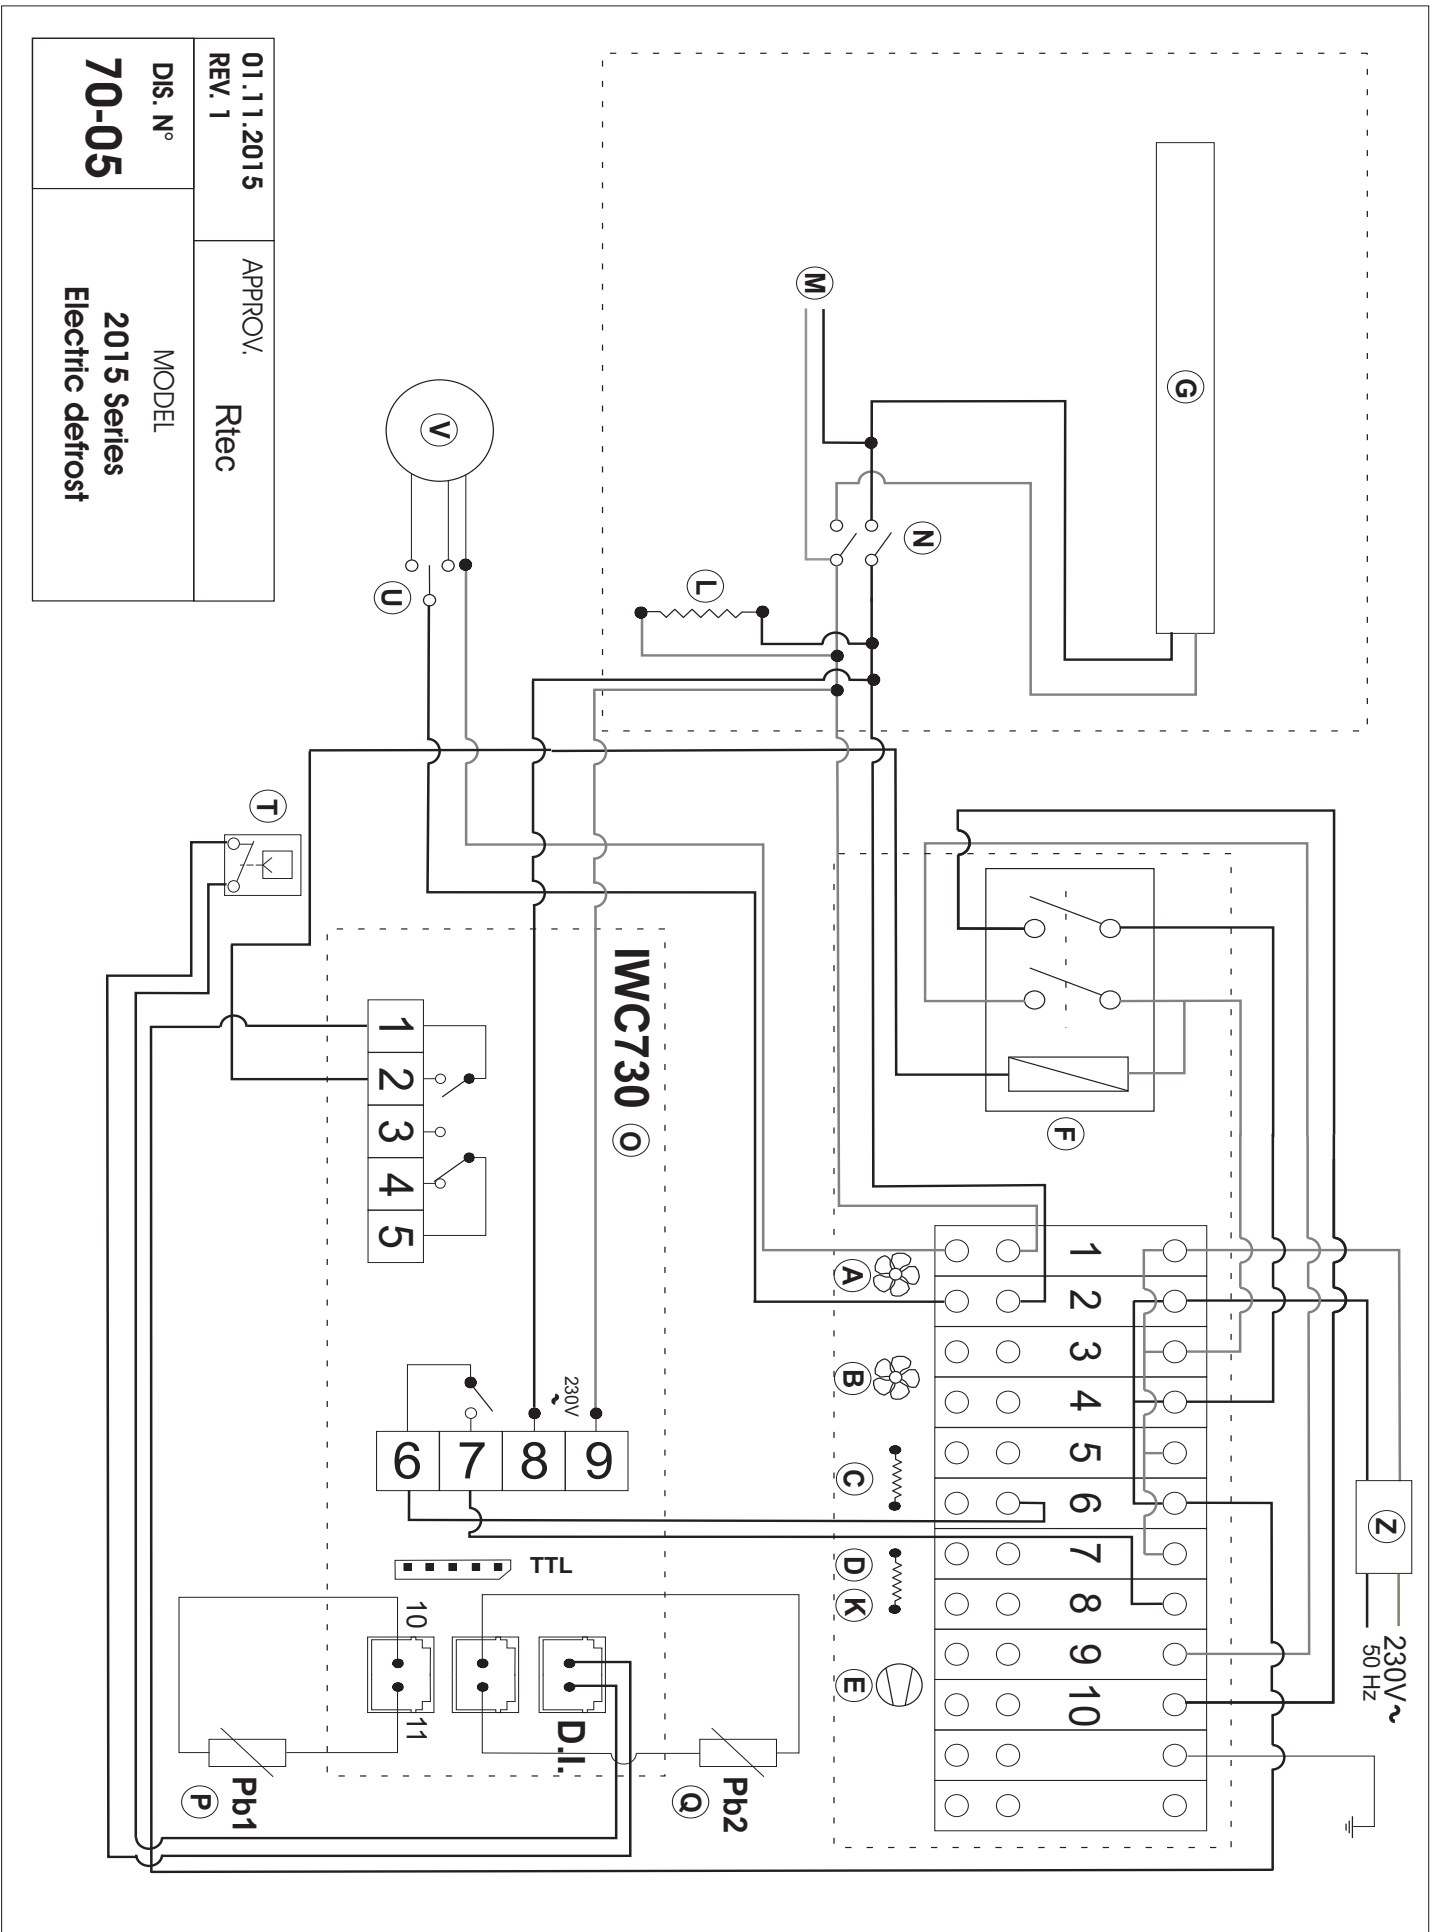 01.11.2015
REV. 1
APPROV.
Rtec
DIS. N°
70-05
MODEL
2015 Series
Electric defrost
G
M
N
L
V
U
T
F
IWC730 O
1
2
3
4
5
6 7 8 9
230V
~
TTL
10
11
D.I.
Pb1
P
Pb2
Q
A
B
C
D
K
E
1
2
3
4
5
6
7
8
9
10
Z
230V~
50 Hz